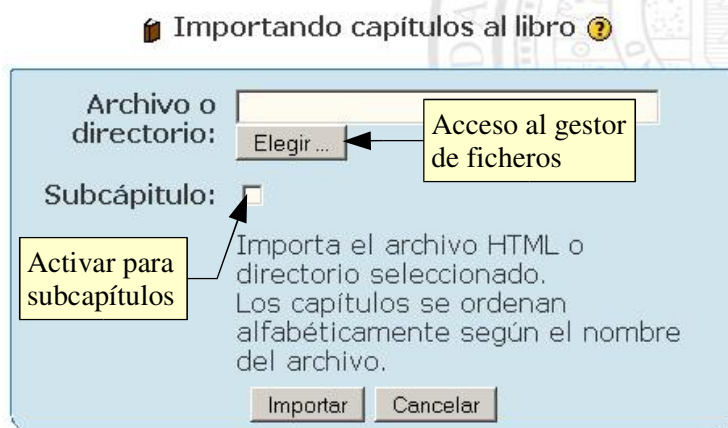 Importando capítulos al libro ?
Archivo o
directorio:
Elegir ...
Acceso al gestor
de ficheros
Subcápitulo:
Activar para
subcapítulos
Importa el archivo HTML o
directorio seleccionado.
Los capítulos se ordenan
alfabéticamente según el nombre
del archivo.
Importar Cancelar